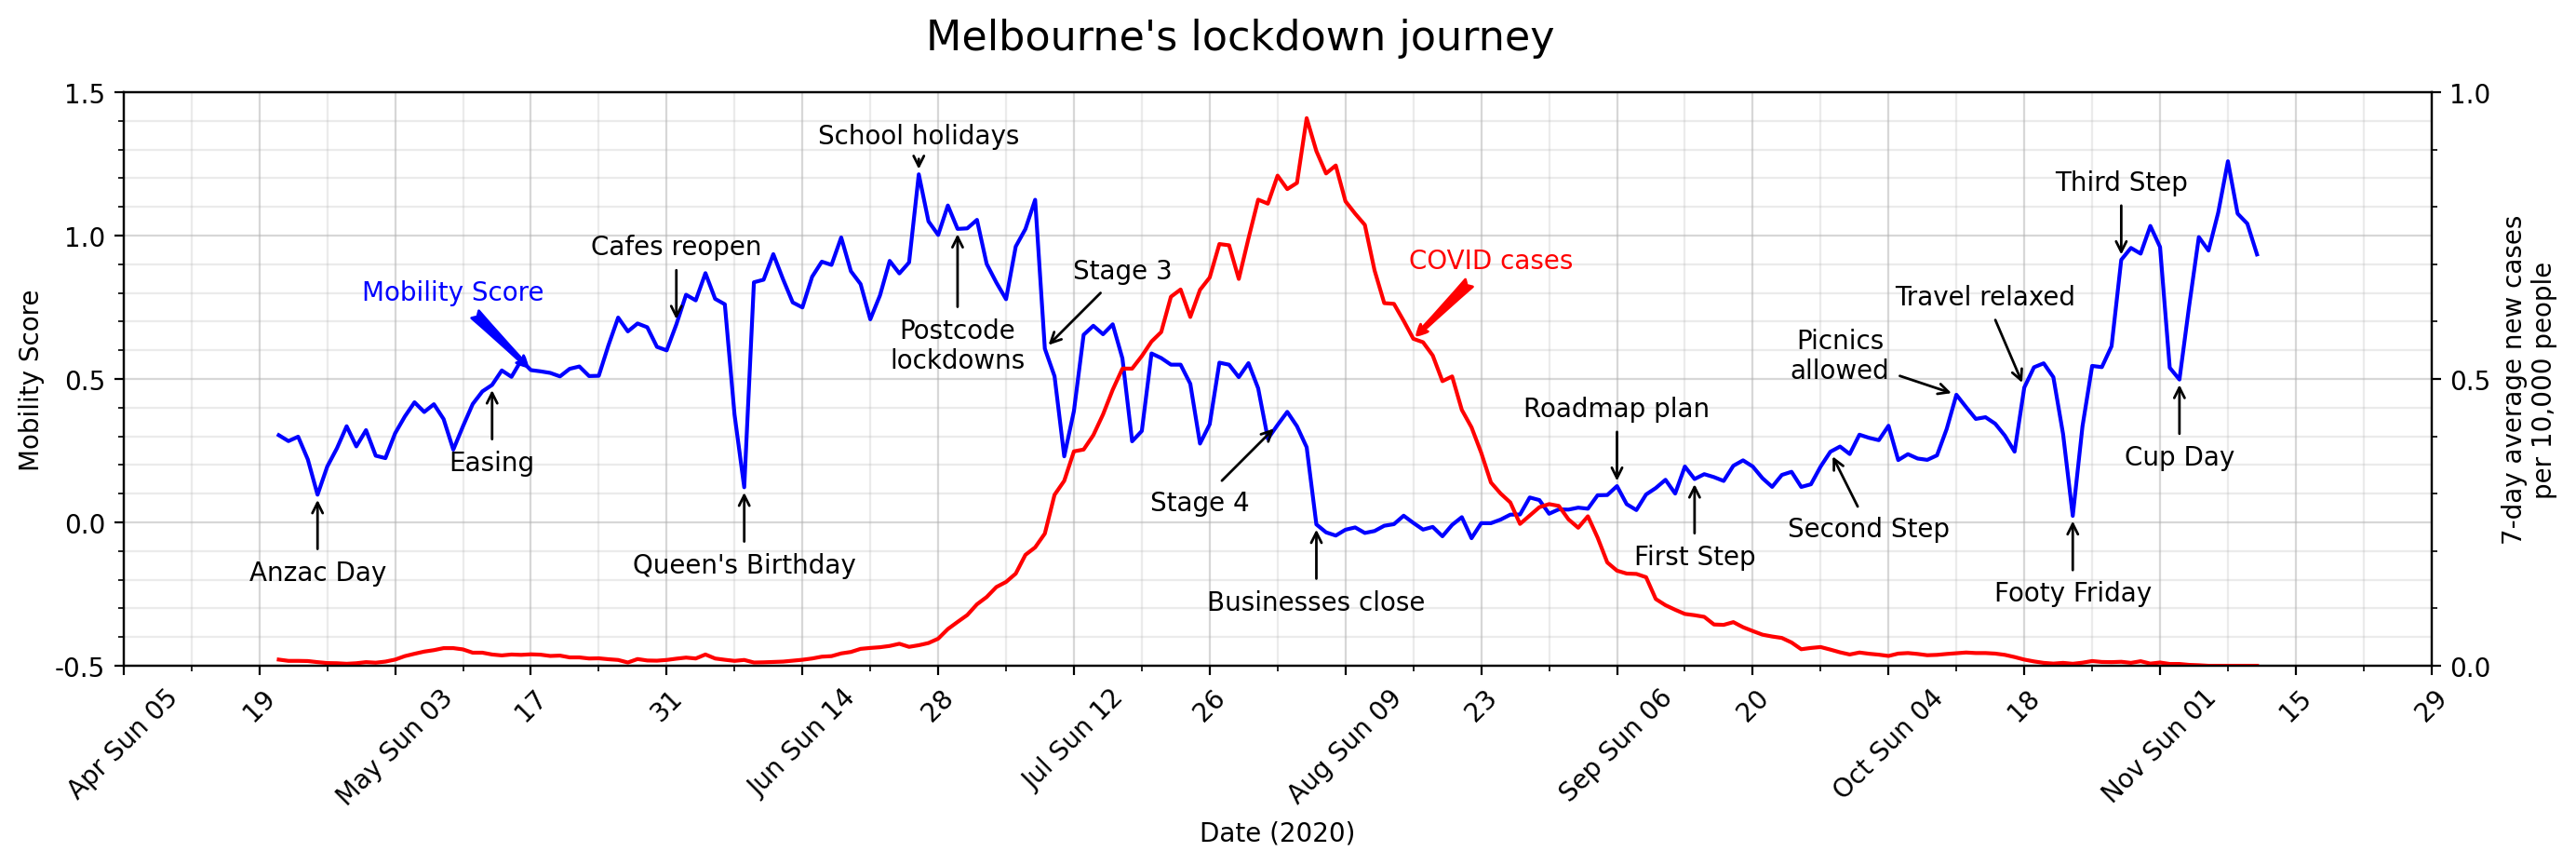 Melbourne's lockdown journey
1.5
1.0
0.5
0.0
-0.5
Mobility Score
1.0
0.5
0.0
7-day average new cases
per 10,000 people
School holidays
Third Step
Cafes reopen
COVID cases
Stage 3
Mobility Score
Travel relaxed
Postcode
lockdowns
Picnics
allowed
Roadmap plan
Easing
Cup Day
Stage 4
Second Step
First Step
Queen's Birthday
Anzac Day
Footy Friday
Businesses close
Apr Sun 05
19
May Sun 03
17
31
Jun Sun 14
28
Jul Sun 12
26
Aug Sun 09
23
Sep Sun 06
20
Oct Sun 04
18
Nov Sun 01
15
29
Date (2020)